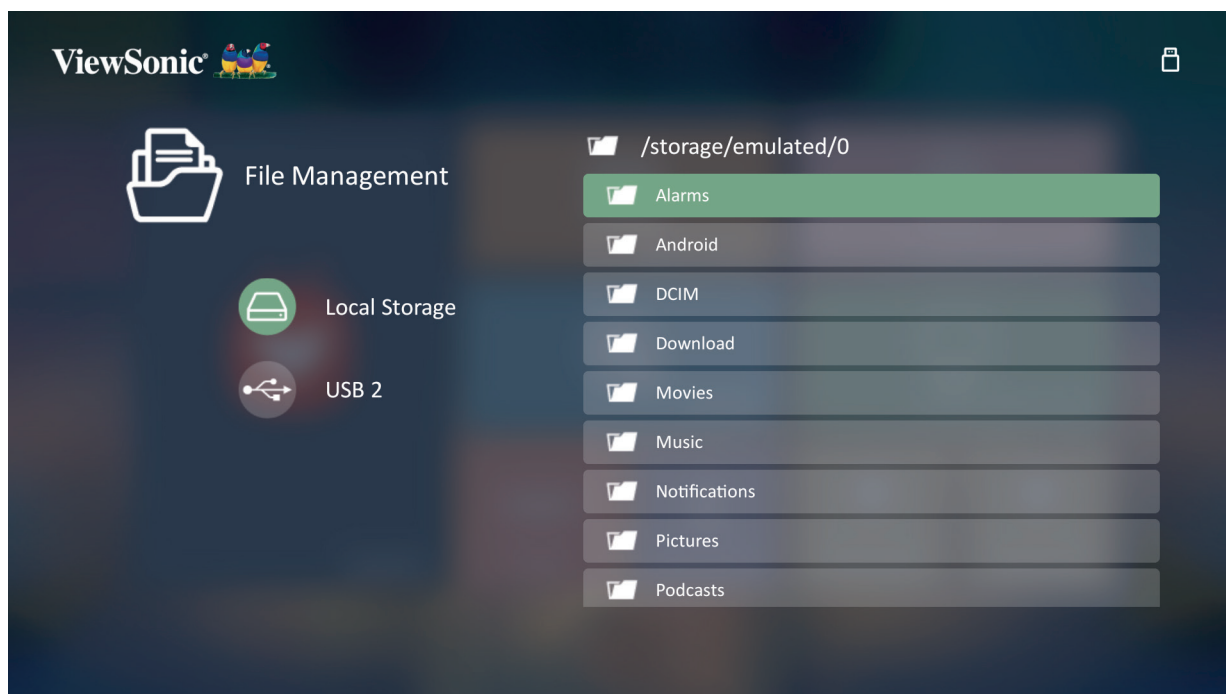 ViewSonic®
File Management
Local Storage
USB 2
/storage/emulated/0
Alarms
Android
DCIM
Download
Movies
Music
Notifications
Pictures
Podcasts